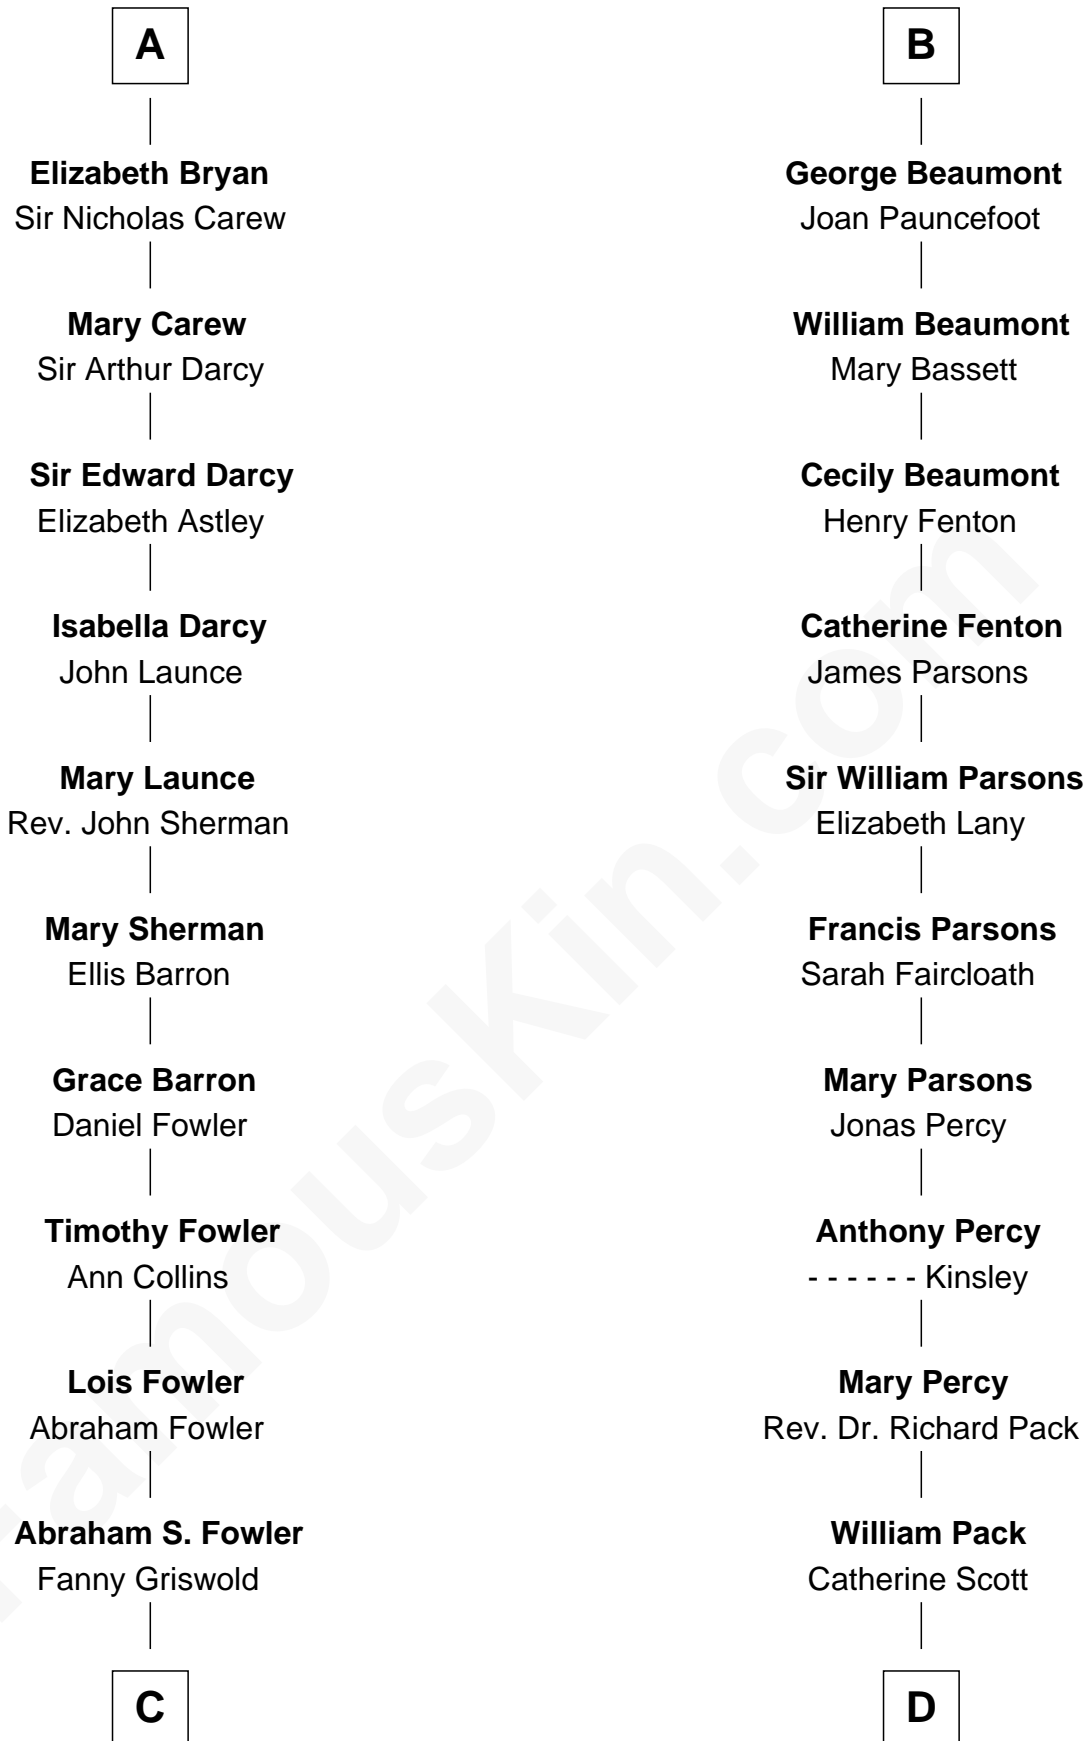 A
Elizabeth Bryan
Sir Nicholas Carew
Mary Carew
Sir Arthur Darcy
Sir Edward Darcy
Elizabeth Astley
Isabella Darcy
John Launce
Mary Launce
Rev. John Sherman
Mary Sherman
Ellis Barron
Grace Barron
Daniel Fowler
Timothy Fowler
Ann Collins
Lois Fowler
Abraham Fowler
Abraham S. Fowler
Fanny Griswold
C
B
George Beaumont
Joan Pauncefoot
William Beaumont
Mary Bassett
Cecily Beaumont
Henry Fenton
Catherine Fenton
James Parsons
Sir William Parsons
Elizabeth Lany
Francis Parsons
Sarah Faircloath
Mary Parsons
Jonas Percy
Anthony Percy
- - - - - - Kinsley
Mary Percy
Rev. Dr. Richard Pack
William Pack
Catherine Scott
D
FamousKin.com